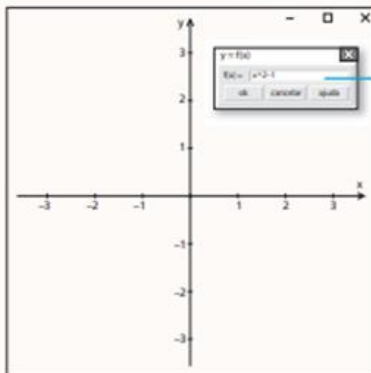 y
y = f(x)
f(x) = x^2-1
ok cancelar ajuda
3
2
1
x
-3 -2 -1 1 2 3
-1
-2
-3